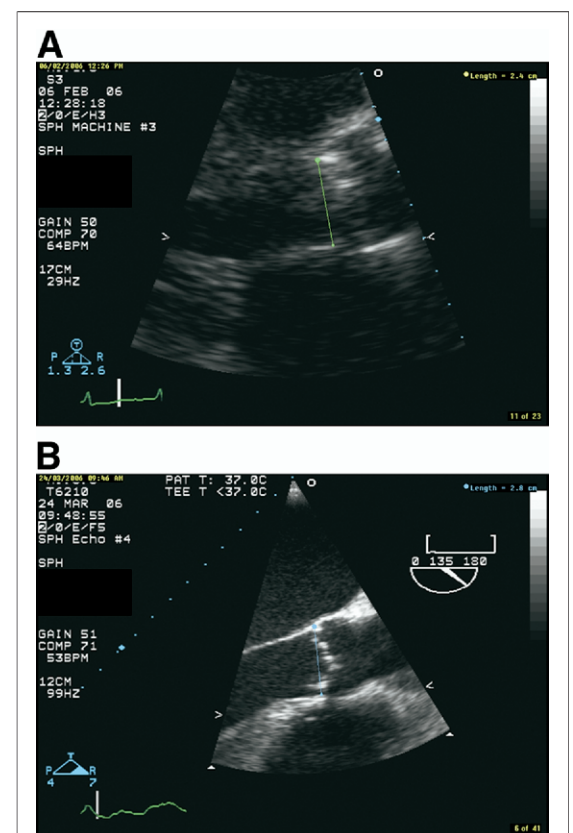 A
06/02/2006 12:26 PM
Length = 2.4 cm
S3
06 FEB 06
12:28:18
2/0/E/H3
SPH MACHINE #3
SPH
GAIN 50
COMP 70
64BPM
17CM
29HZ
T
P R
1.3 2.6
11 of 23
B
24/03/2006 09:46 AM
PAT T: 37.0C
TEE T <37.0C
Length = 2.8 cm
T6210
24 MAR 06
09:48:55
2/0/E/F5
SPH Echo #4
0 135 180
SPH
GAIN 51
COMP 71
53BPM
12CM
99HZ
T
P R
4 7
6 of 41